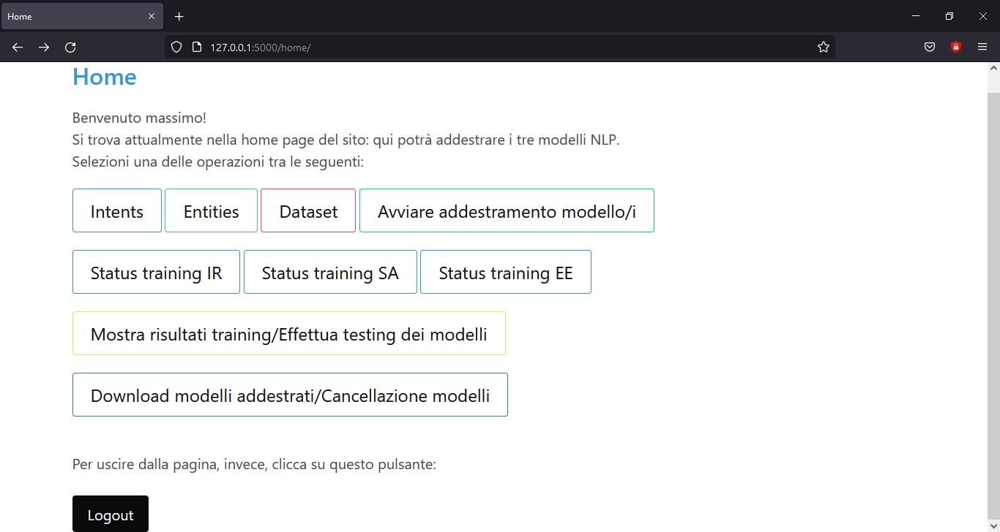 Home
127.0.0.1:5000/home/
Home
Benvenuto massimo!
Si trova attualmente nella home page del sito: qui potrà addestrare i tre modelli NLP.
Selezioni una delle operazioni tra le seguenti:
Intents Entities Dataset Avviare addestramento modello/i
Status training IR Status training SA Status training EE
Mostra risultati training/Effettua testing dei modelli
Download modelli addestrati/Cancellazione modelli
Per uscire dalla pagina, invece, clicca su questo pulsante:
Logout